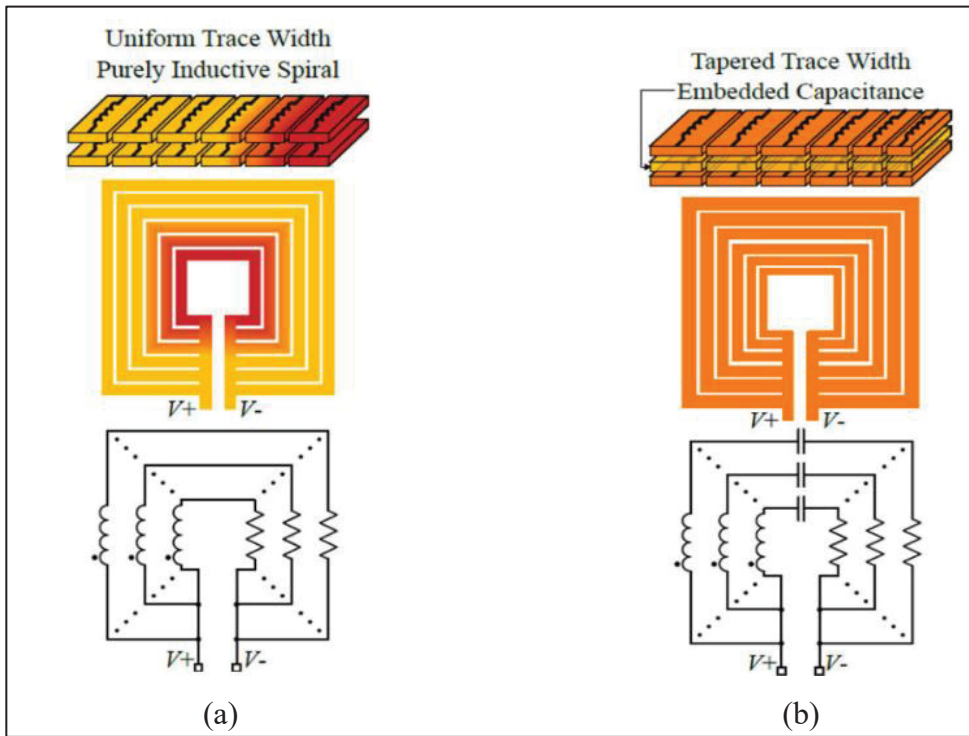 Uniform Trace Width
Purely Inductive Spiral
V+ V-
V+ V-
(a)
Tapered Trace Width
Embedded Capacitance
V+ V-
V+ V-
(b)